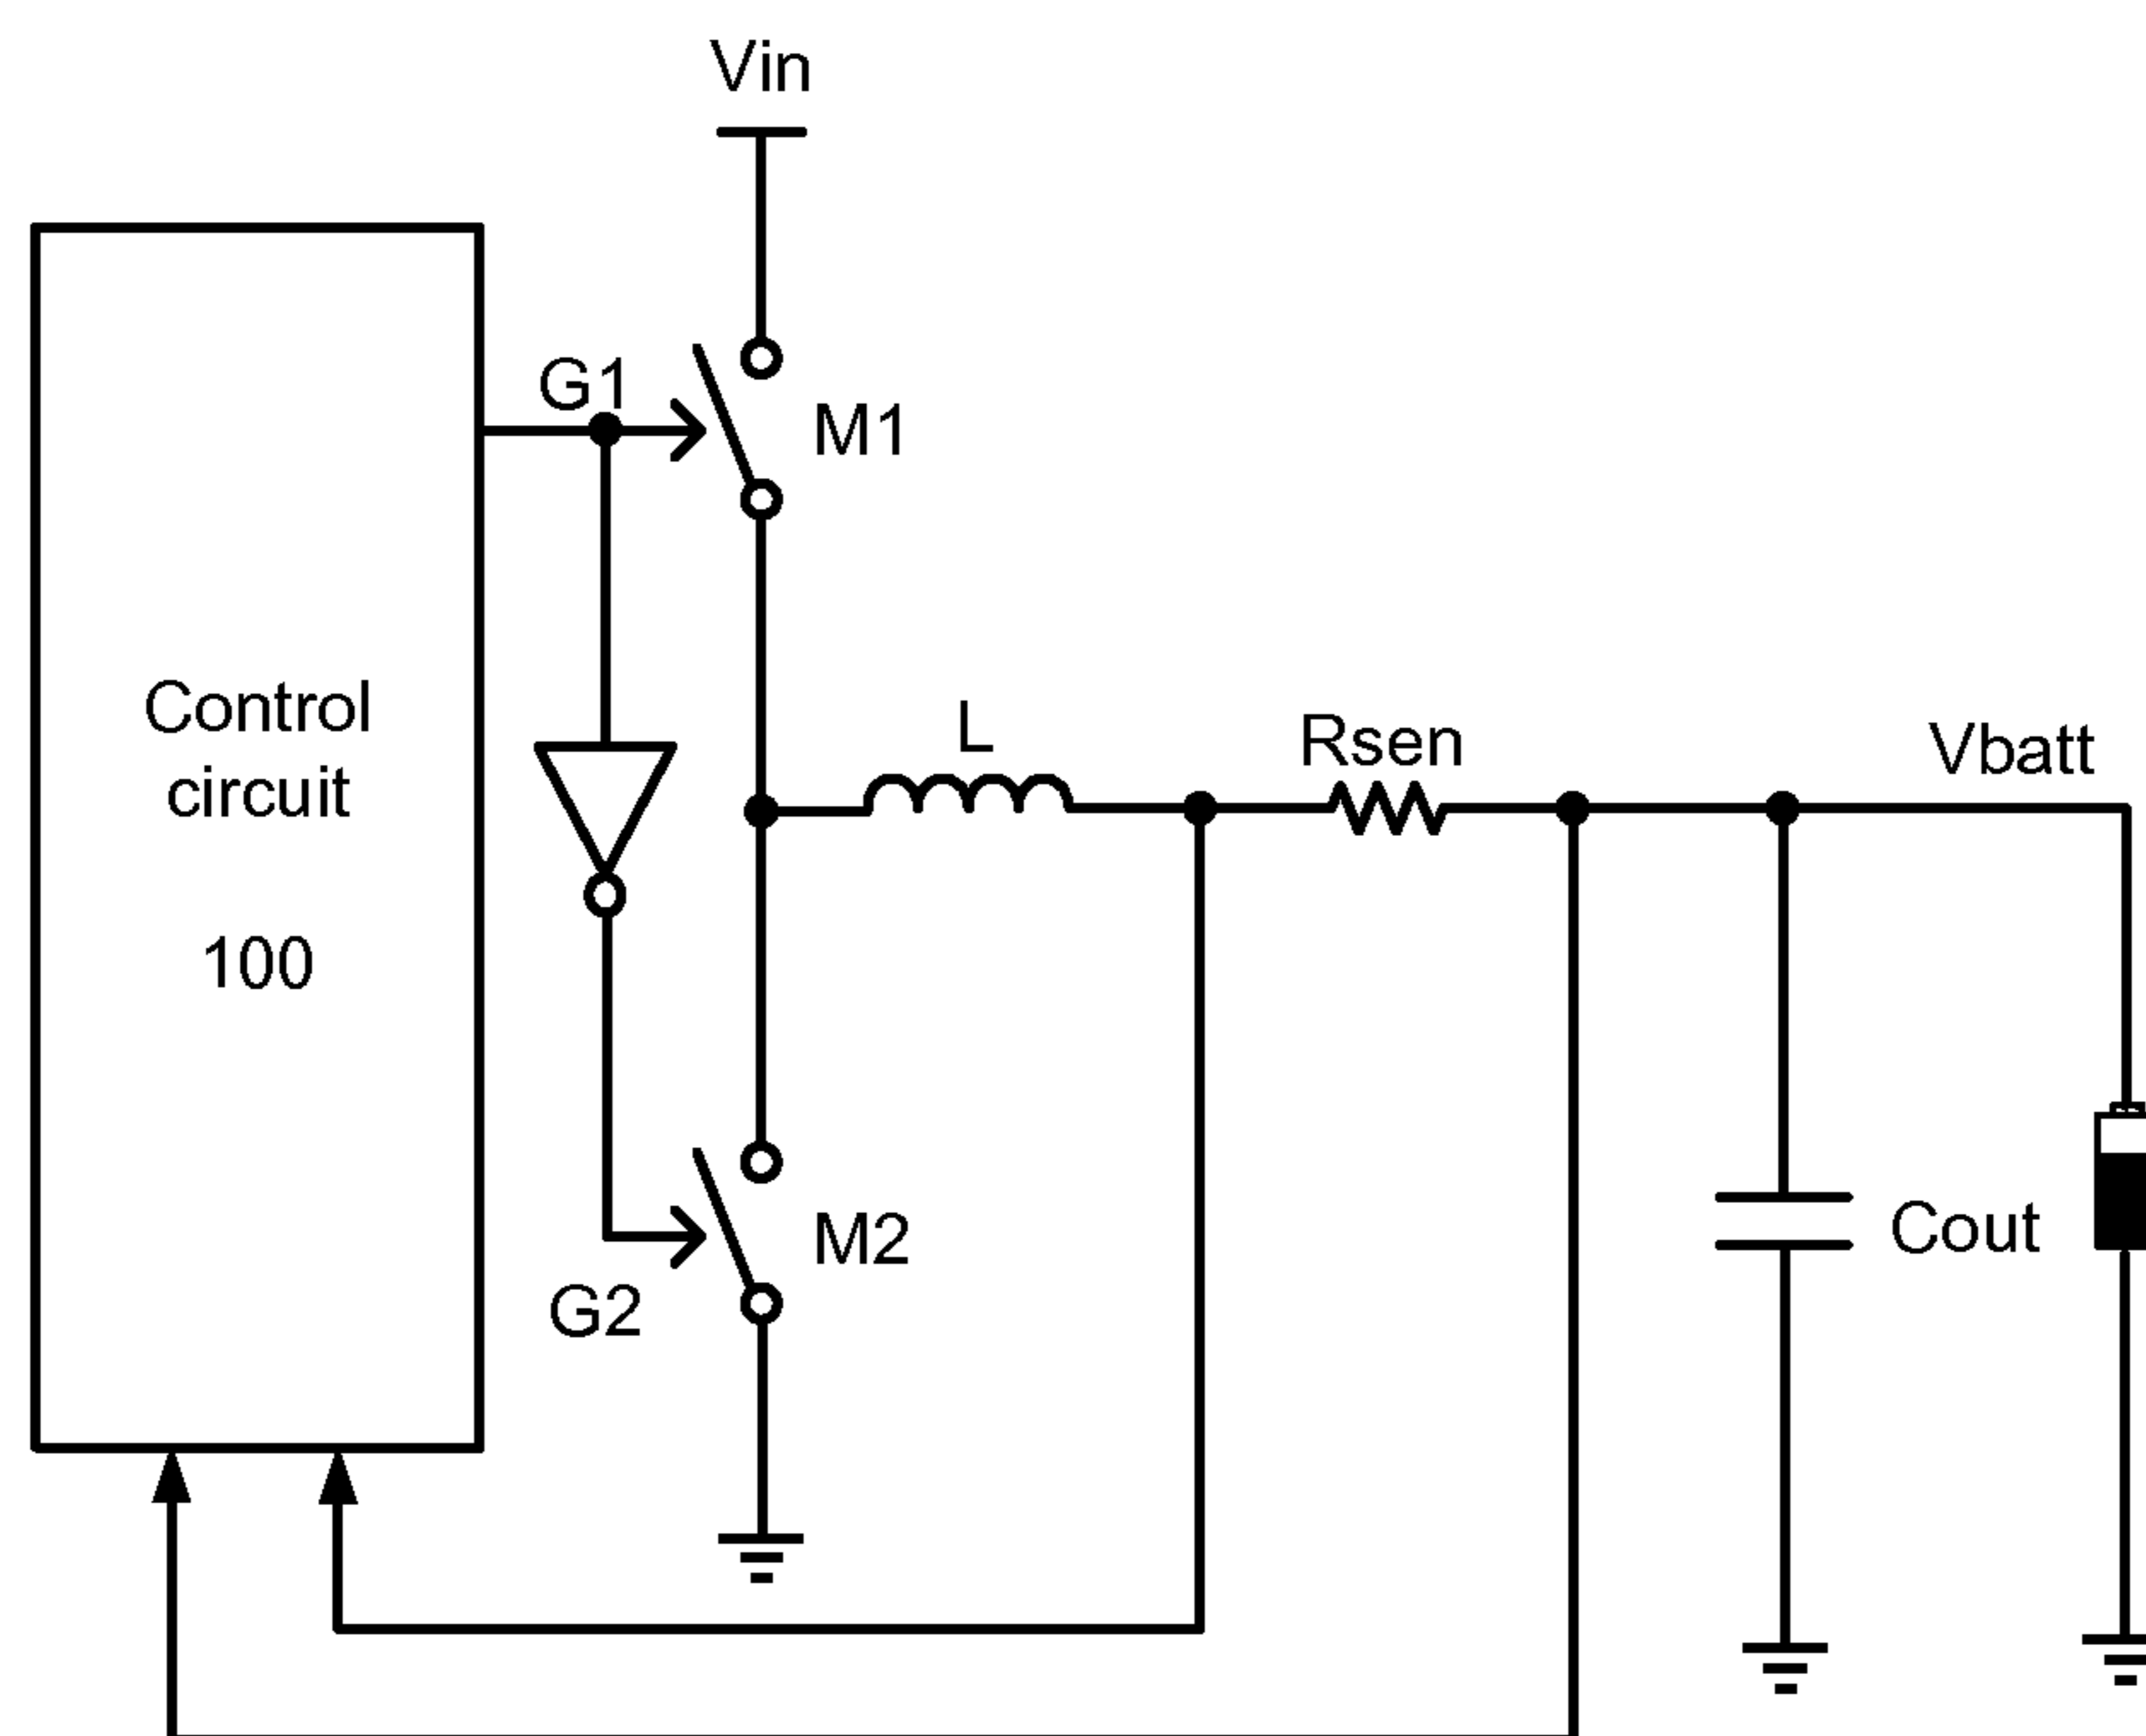 Vin
G1
M1
Control
circuit
100
L
Rsen
Vbatt
M2
G2
Cout